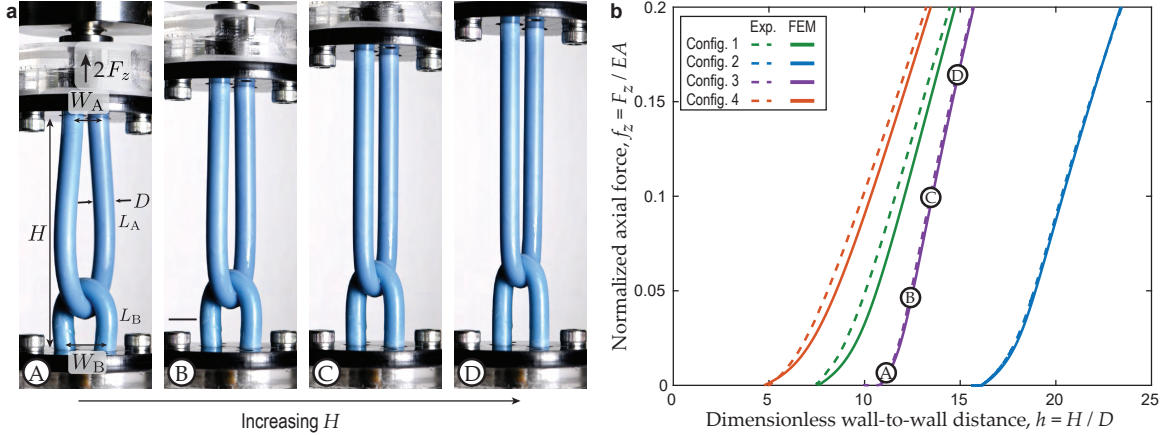 a
2F_z
W_A
D
L_A
H
L_B
W_B
A
B
C
D
Increasing H
b
Normalized axial force, f_z = F_z / EA
0.2
0.15
0.1
0.05
0
Exp. FEM
Config. 1
Config. 2
Config. 3
Config. 4
D
C
B
A
0 5 10 15 20 25
Dimensionless wall-to-wall distance, h = H / D